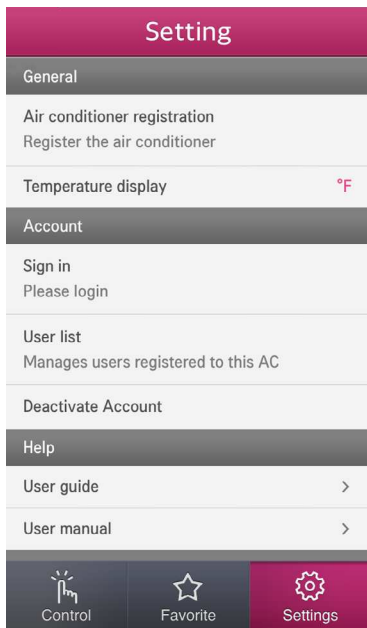 Setting
General
Air conditioner registration
Register the air conditioner
Temperature display °F
Account
Sign in
Please login
User list
Manages users registered to this AC
Deactivate Account
Help
User guide >
User manual >
Control Favorite Settings